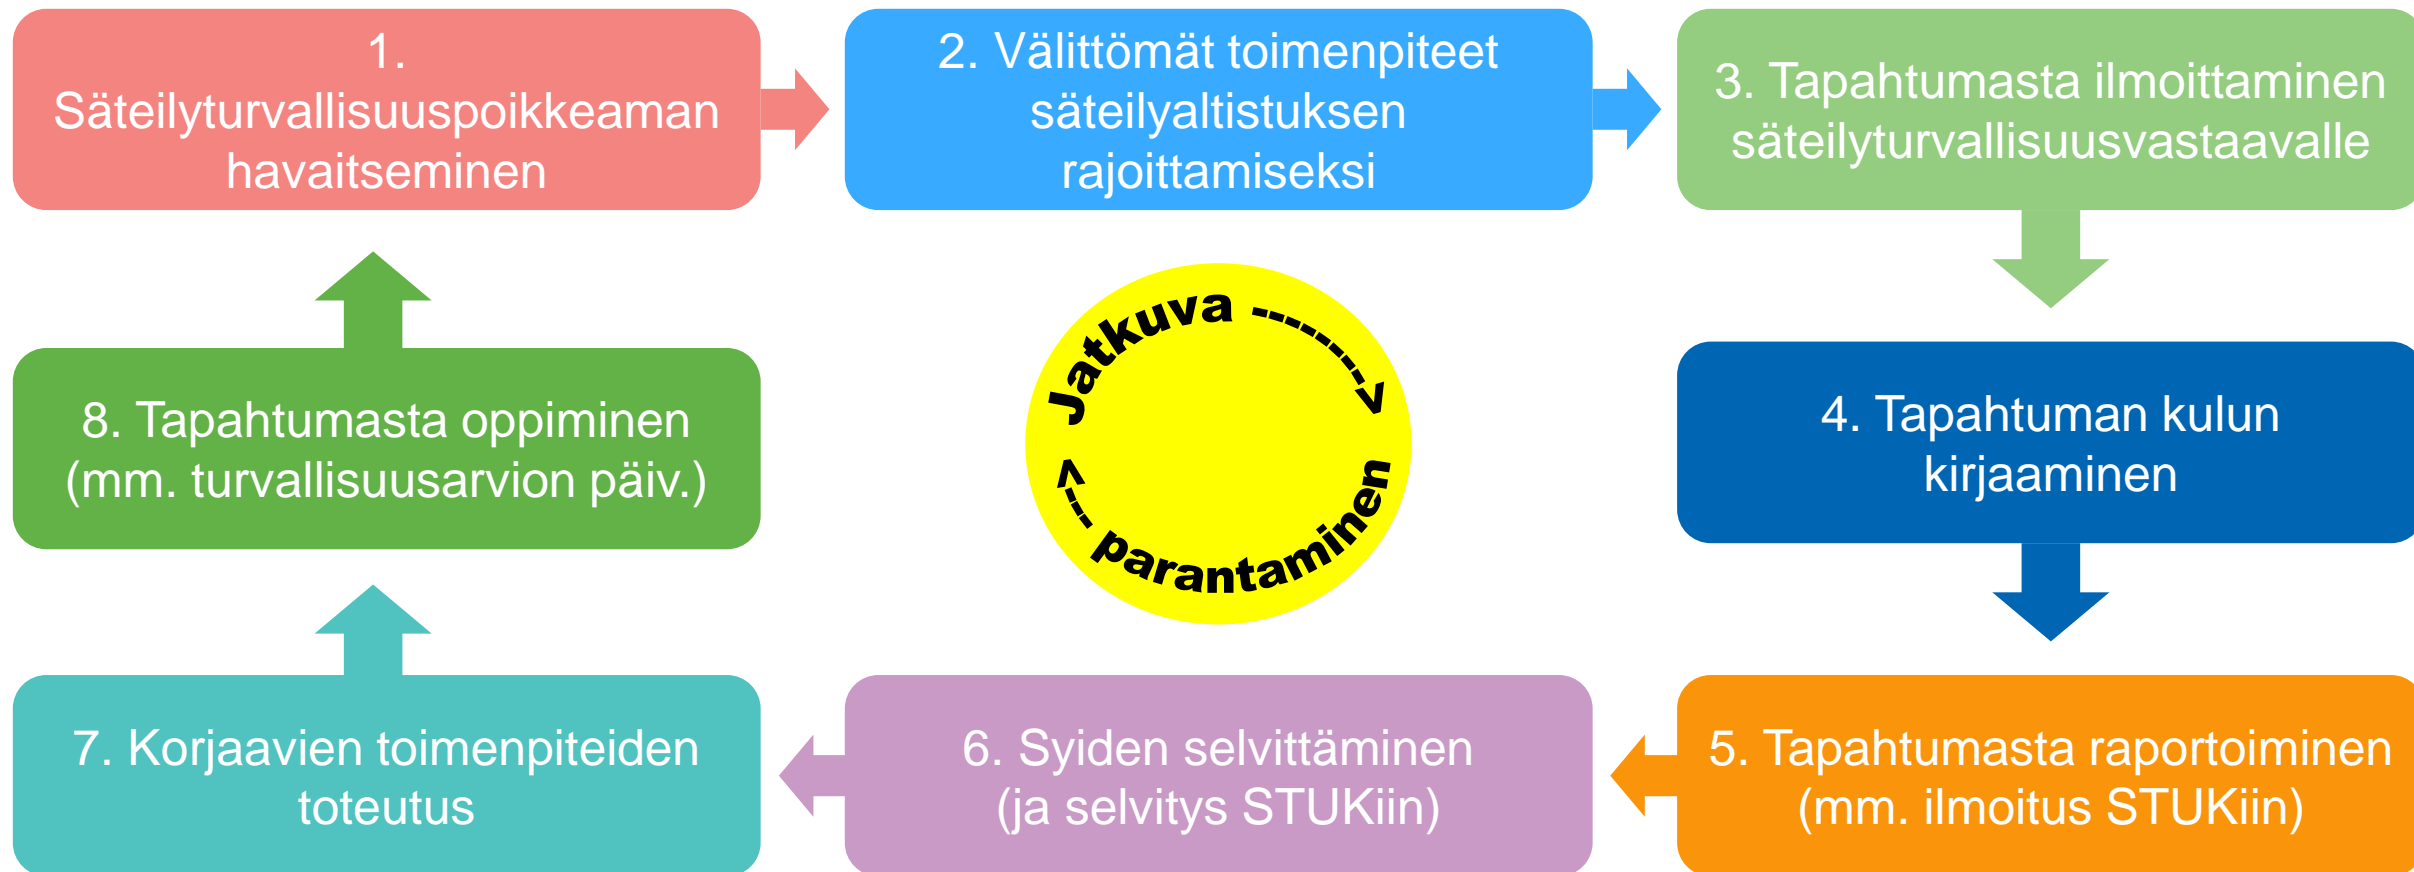 1.
Säteilyturvallisuuspoikkeaman
havaitseminen
2. Välittömät toimenpiteet
säteilyaltistuksen
rajoittamiseksi
3. Tapahtumasta ilmoittaminen
säteilyturvallisuusvastaavalle
4. Tapahtuman kulun
kirjaaminen
5. Tapahtumasta raportoiminen
(mm. ilmoitus STUKiin)
6. Syiden selvittäminen
(ja selvitys STUKiin)
7. Korjaavien toimenpiteiden
toteutus
8. Tapahtumasta oppiminen
(mm. turvallisuusarvion päiv.)
Jatkuva ------->
parantaminen --->